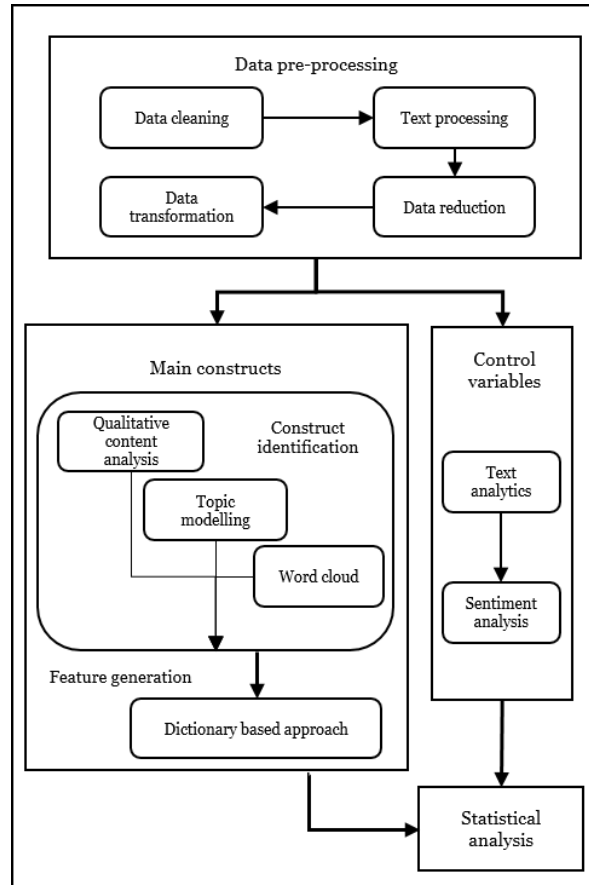 Data pre-processing
Data cleaning
Text processing
Data
transformation
Data reduction
Main constructs
Qualitative
content
analysis
Construct
identification
Topic
modelling
Word cloud
Feature generation
Dictionary based approach
Control
variables
Text
analytics
Sentiment
analysis
Statistical
analysis